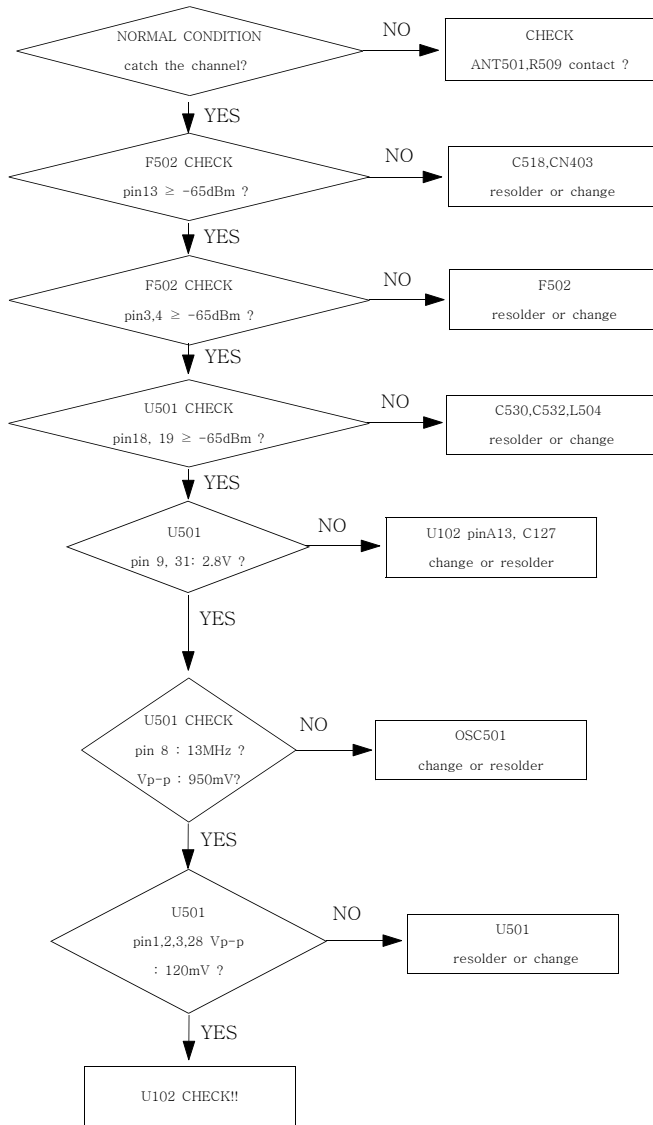 NORMAL CONDITION
catch the channel?
NO
CHECK
ANT501,R509 contact ?
YES
F502 CHECK
pin13 ≥ -65dBm ?
NO
C518,CN403
resolder or change
YES
F502 CHECK
pin3,4 ≥ -65dBm ?
NO
F502
resolder or change
YES
U501 CHECK
pin18, 19 ≥ -65dBm ?
NO
C530,C532,L504
resolder or change
YES
U501
pin 9, 31: 2.8V ?
NO
U102 pinA13, C127
change or resolder
YES
U501 CHECK
pin 8 : 13MHz ?
Vp-p : 950mV?
NO
OSC501
change or resolder
YES
U501
pin1,2,3,28 Vp-p
: 120mV ?
NO
U501
resolder or change
YES
U102 CHECK!!